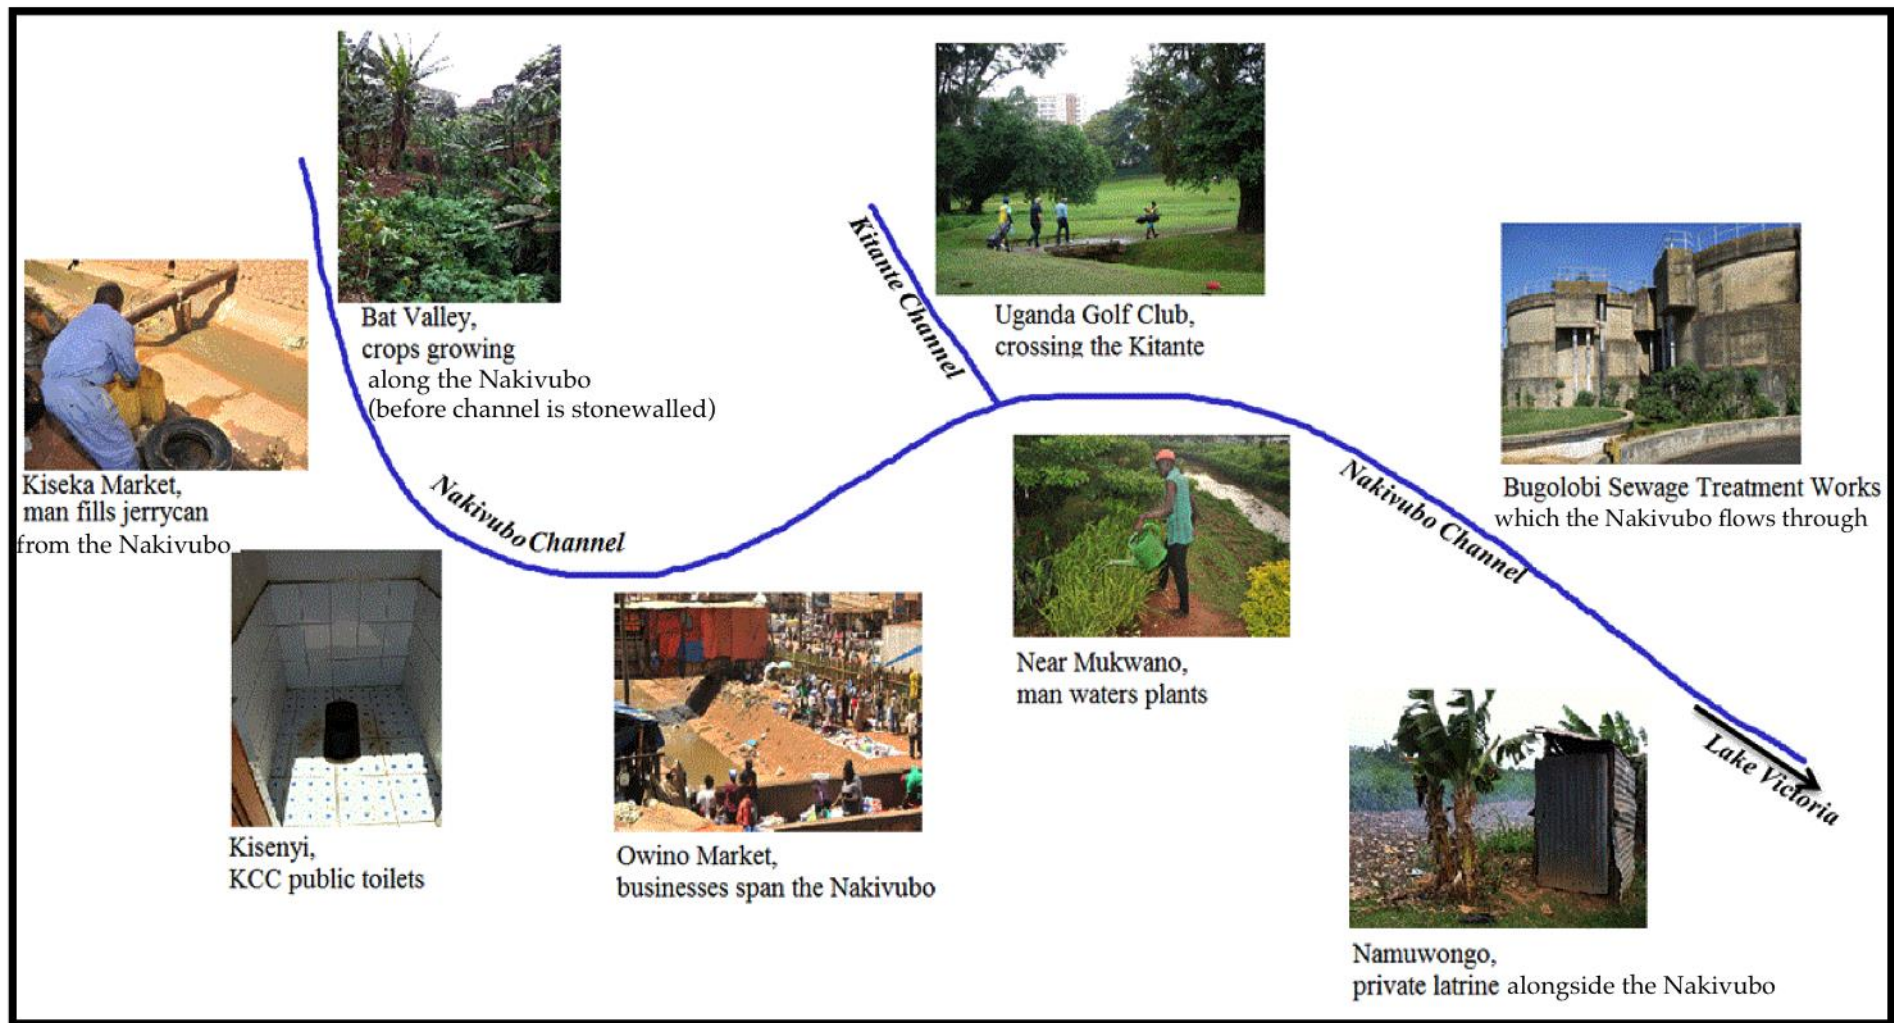 Bat Valley,
crops growing
along the Nakivubo
(before channel is stonewalled)
Kitante Channel
Uganda Golf Club,
crossing the Kitante
Kiseka Market,
man fills jerrycan
from the Nakivubo
Nakivubo Channel
Nakivubo Channel
Bugolobi Sewage Treatment Works
which the Nakivubo flows through
Near Mukwano,
man waters plants
Lake Victoria
Kisenyi,
KCC public toilets
Owino Market,
businesses span the Nakivubo
Namuwongo,
private latrine alongside the Nakivubo